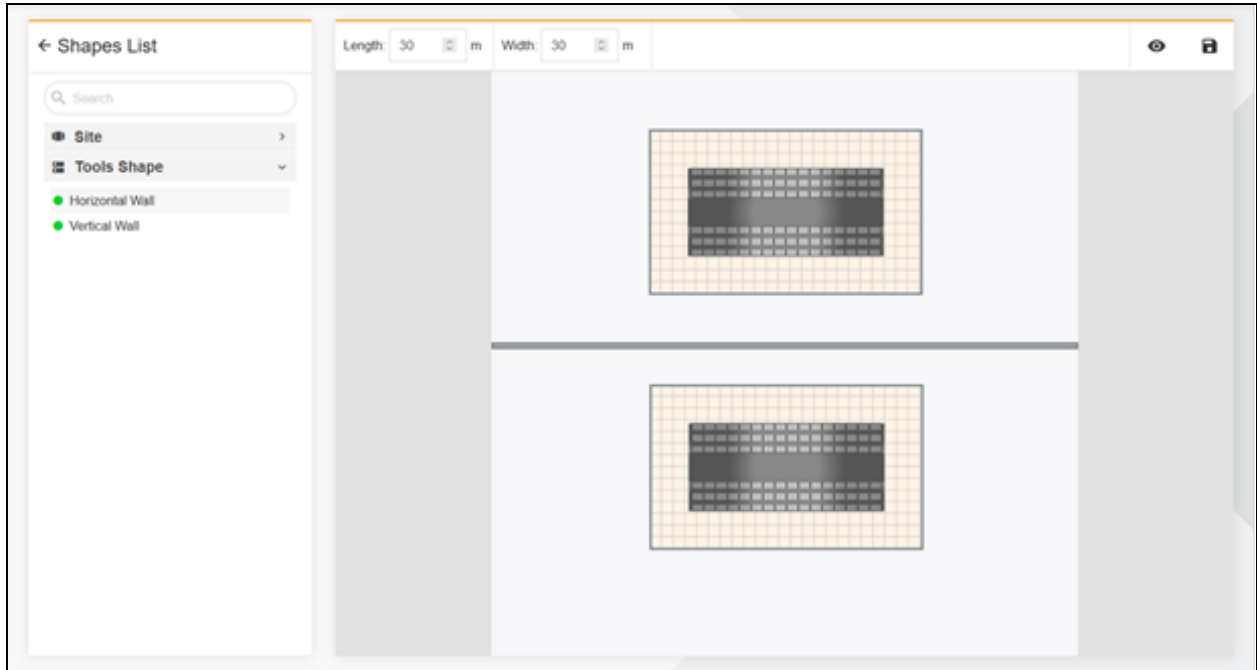 Shapes List
Length: 30 m Width: 30 m
Search
Site
Tools Shape
Horizontal Wall
Vertical Wall